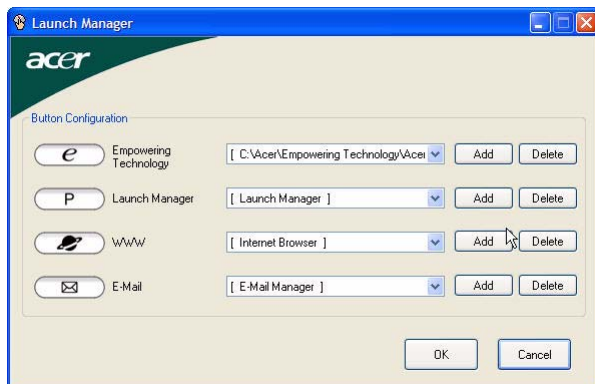 Launch Manager
acer
Button Configuration
e Empowering Technology [ C:\Acer\Empowering Technology\Acer Add Delete
P Launch Manager [ Launch Manager ] Add Delete
WWW [ Internet Browser ] Add Delete
E-Mail [ E-Mail Manager ] Add Delete
OK Cancel